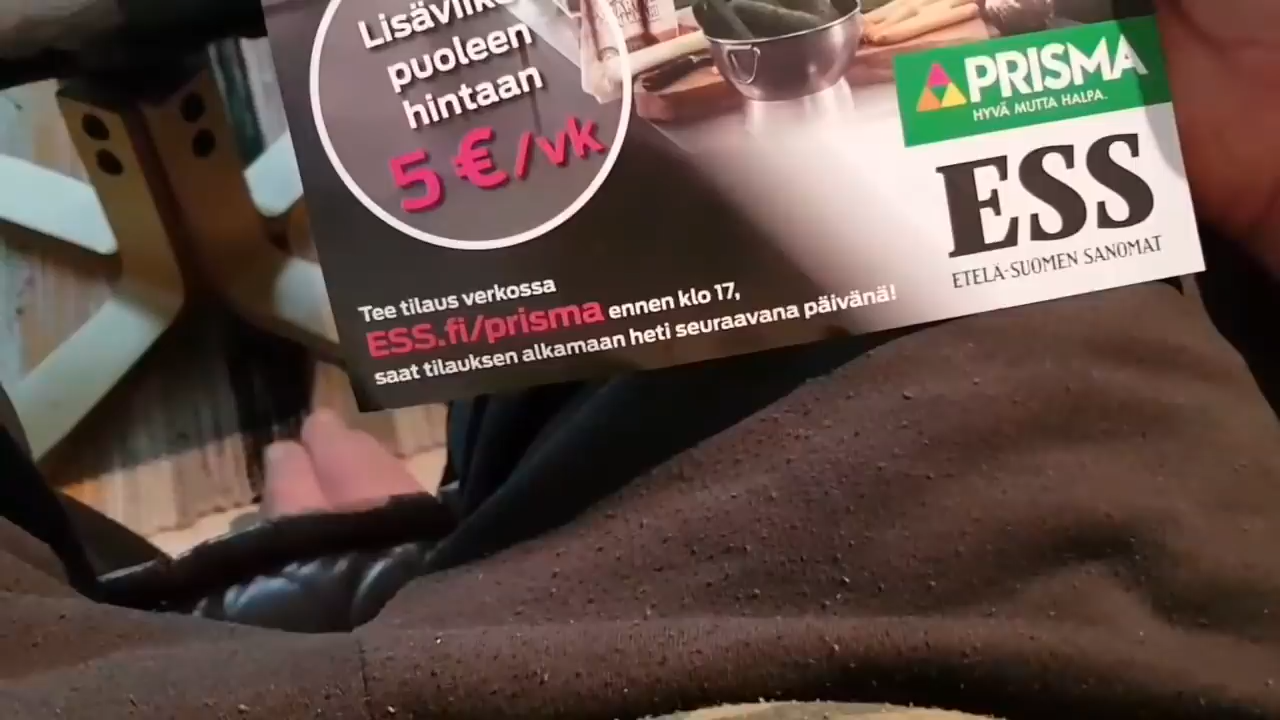 Lisäviikot
puoleen
hintaan
5 €/vk
PRISMA
HYVÄ MUTTA HALPA.
ESS
ETELÄ-SUOMEN SANOMAT
Tee tilaus verkossa
ESS.fi/prisma ennen klo 17,
saat tilauksen alkamaan heti seuraavana päivänä!